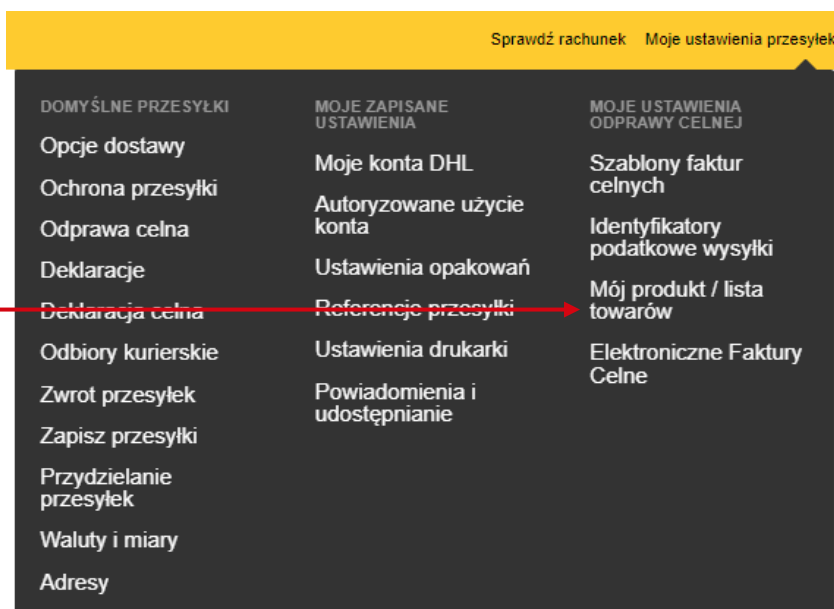 Sprawdź rachunek Moje ustawienia przesyłek
DOMYŚLNE PRZESYŁKI
Opcje dostawy
Ochrona przesyłki
Odprawa celna
Deklaracje
Deklaracja celna
Odbiory kurierskie
Zwrot przesyłek
Zapisz przesyłki
Przydzielanie
przesyłek
Waluty i miary
Adresy
MOJE ZAPISANE
USTAWIENIA
Moje konta DHL
Autoryzowane użycie
konta
Ustawienia opakowań
Referencje przesyłki
Ustawienia drukarki
Powiadomienia i
udostępnianie
MOJE USTAWIENIA
ODPRAWY CELNEJ
Szablony faktur
celnych
Identyfikatory
podatkowe wysyłki
Mój produkt / lista
towarów
Elektroniczne Faktury
Celne